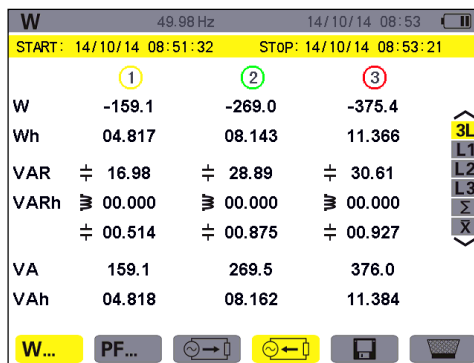 W 49.98 Hz 14/10/14 08:53
START: 14/10/14 08:51:32 STOP: 14/10/14 08:53:21
1 2 3
W -159.1 -269.0 -375.4
Wh 04.817 08.143 11.366
VAR 16.98 28.89 30.61
VARh 00.000 00.000 00.000
00.514 00.875 00.927
VA 159.1 269.5 376.0
VAh 04.818 08.162 11.384
3L
L1
L2
L3
Σ
X̄
W... PF...